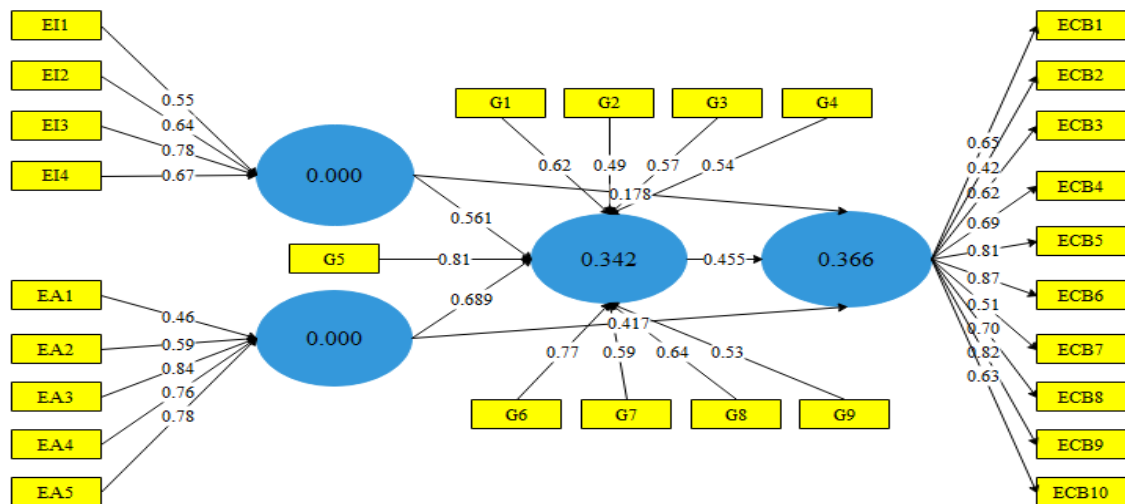 EI1
EI2
EI3
EI4
0.55
0.64
0.78
0.67
0.000
EA1
EA2
EA3
EA4
EA5
0.46
0.59
0.84
0.76
0.78
0.000
G1
G2
G3
G4
0.62
0.49
0.57
0.54
0.178
0.561
G5
0.81
0.342
0.455
0.366
0.689
0.417
0.77
0.59
0.64
0.53
G6
G7
G8
G9
0.65
0.42
0.62
0.69
0.81
0.87
0.51
0.70
0.82
0.63
ECB1
ECB2
ECB3
ECB4
ECB5
ECB6
ECB7
ECB8
ECB9
ECB10